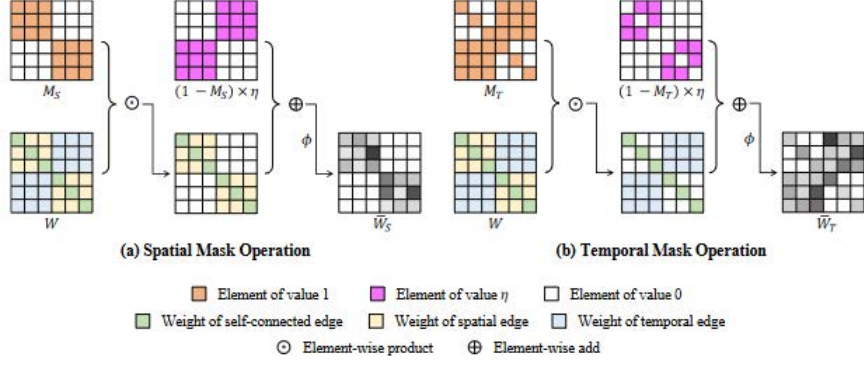 M_S
(1 − M_S) × η
M_T
(1 − M_T) × η
⊙
⊕
⊙
⊕
ϕ
ϕ
W
W̅_S
W
W̅_T
(a) Spatial Mask Operation
(b) Temporal Mask Operation
Element of value 1
Element of value η
Element of value 0
Weight of self-connected edge
Weight of spatial edge
Weight of temporal edge
⊙ Element-wise product
⊕ Element-wise add